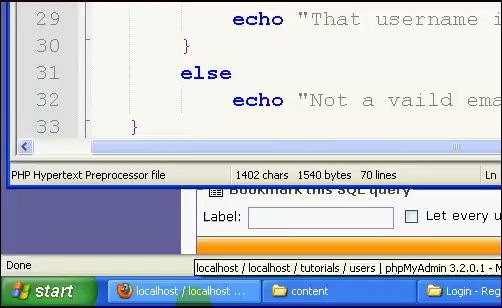 29 echo "That username i
30 }
31 else
32 echo "Not a vaild ema
33 }
PHP Hypertext Preprocessor file 1402 chars 1540 bytes 70 lines Ln
Bookmark this SQL query
Label: Let every u
Done
localhost / localhost / tutorials / users | phpMyAdmin 3.2.0.1 - M
start localhost / localhost ... content Login - Re